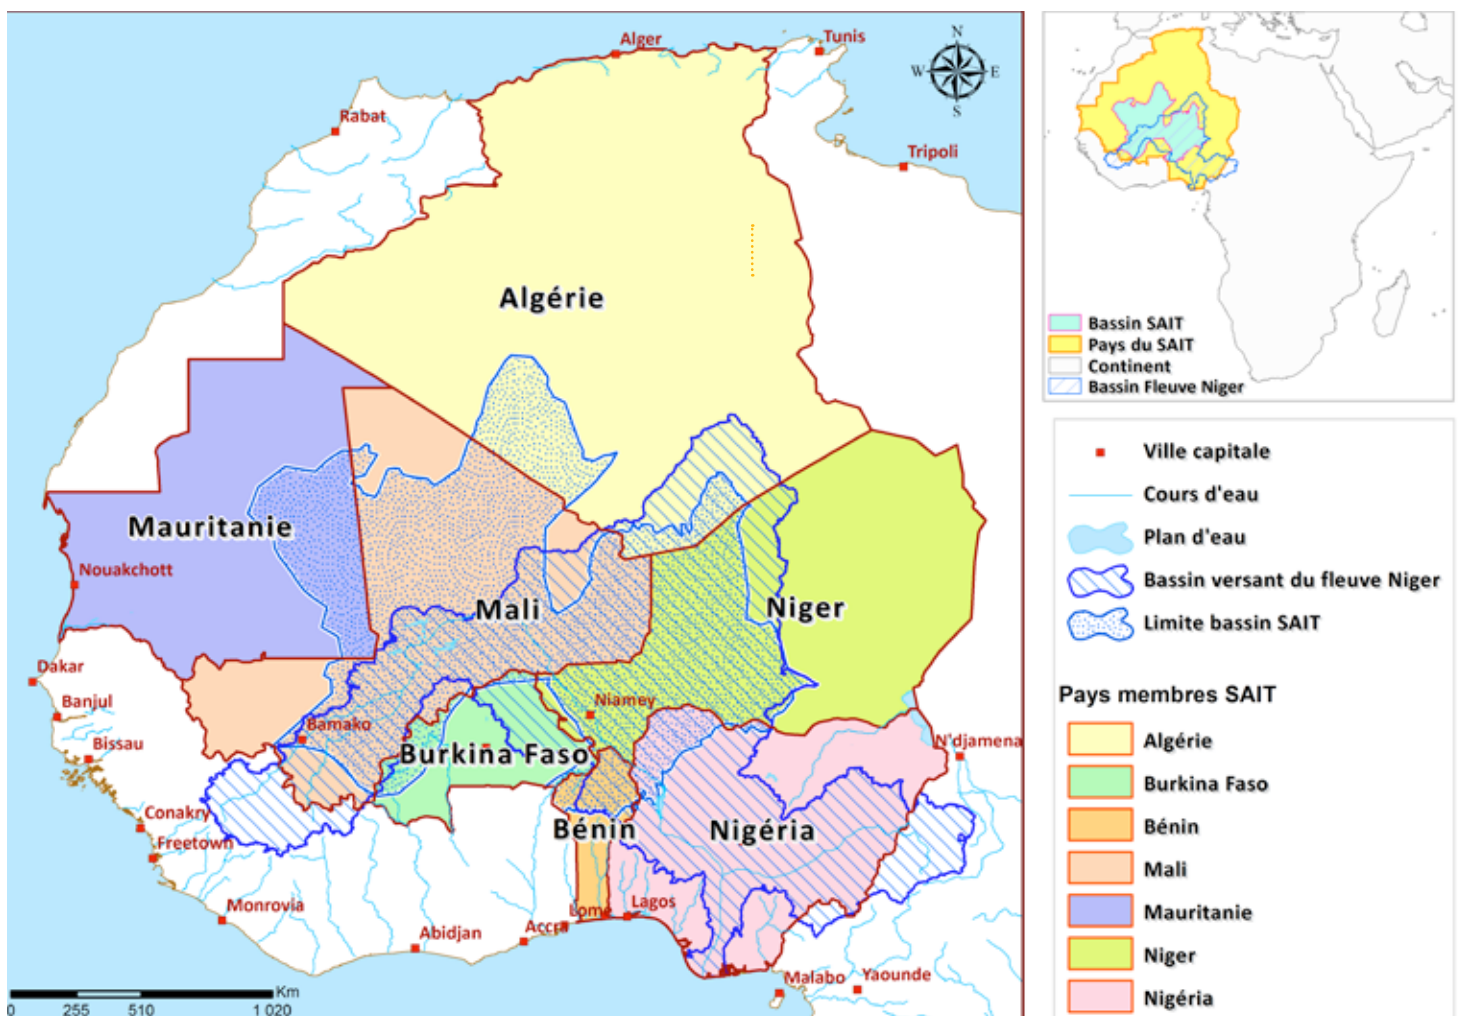 Alger
Tunis
N
W E
S
Rabat
Tripoli
Algérie
Mauritanie
Nouakchott
Mali
Niger
Dakar
Banjul
Bissau
Bamako
Niamey
Burkina Faso
N'djamena
Conakry
Freetown
Bénin
Nigéria
Monrovia
Abidjan
Accra
Lome
Lagos
Malabo
Yaounde
Km
0 255 510 1 020
Bassin SAIT
Pays du SAIT
Continent
Bassin Fleuve Niger
Ville capitale
Cours d'eau
Plan d'eau
Bassin versant du fleuve Niger
Limite bassin SAIT
Pays membres SAIT
Algérie
Burkina Faso
Bénin
Mali
Mauritanie
Niger
Nigéria